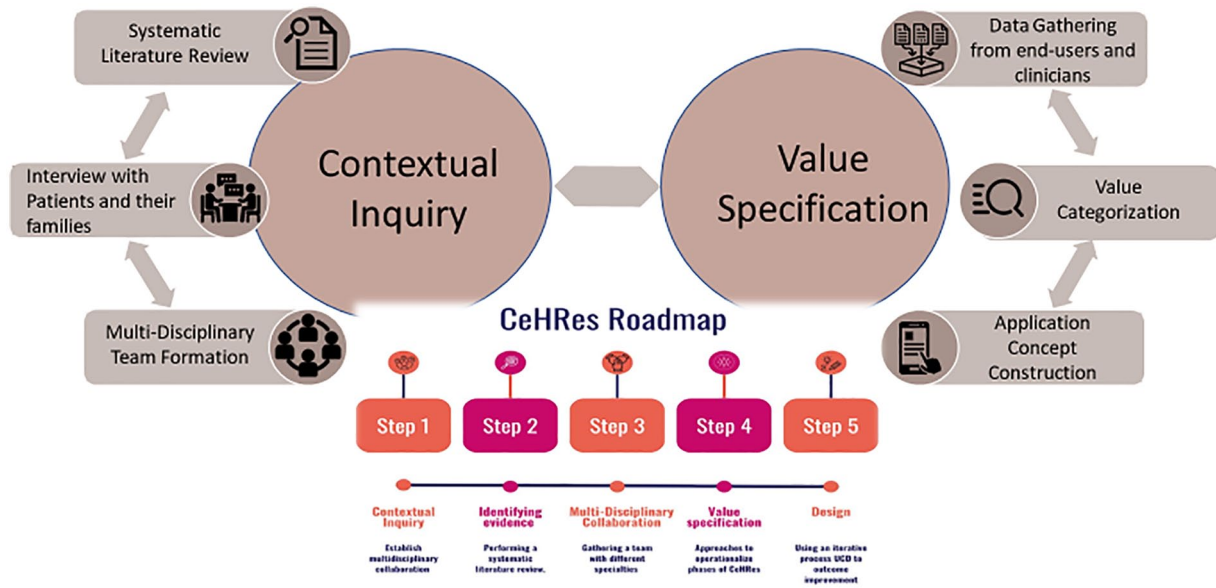 Systematic
Literature Review
Interview with
Patients and their
families
Multi-Disciplinary
Team Formation
Contextual
Inquiry
Value
Specification
Data Gathering
from end-users and
clinicians
Value
Categorization
Application
Concept
Construction
CeHRes Roadmap
Step 1
Step 2
Step 3
Step 4
Step 5
Contextual
Inquiry
Establish
multidisciplinary
collaboration
Identifying
evidence
Performing a
systematic
literature review.
Multi-Disciplinary
Collaboration
Gathering a team
with different
specialties
Value
specification
Approaches to
operationalize
phases of CeHRes
Design
Using an iterative
process UCD to
outcome
improvement